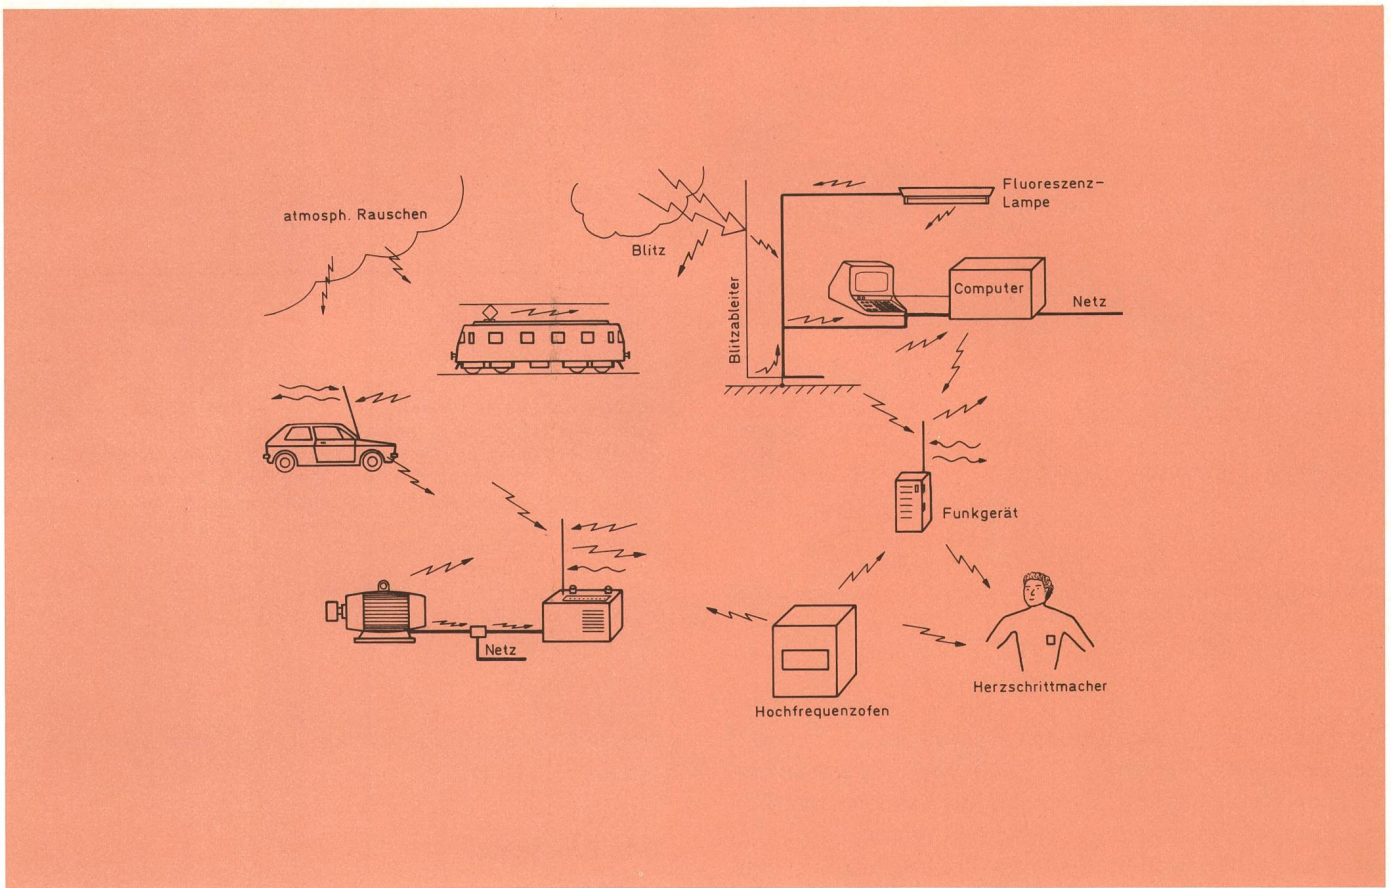 atmosph. Rauschen
Blitz
Blitzableiter
Fluoreszenz-
Lampe
Computer
Netz
Funkgerät
Netz
Herzschrittmacher
Hochfrequenzofen